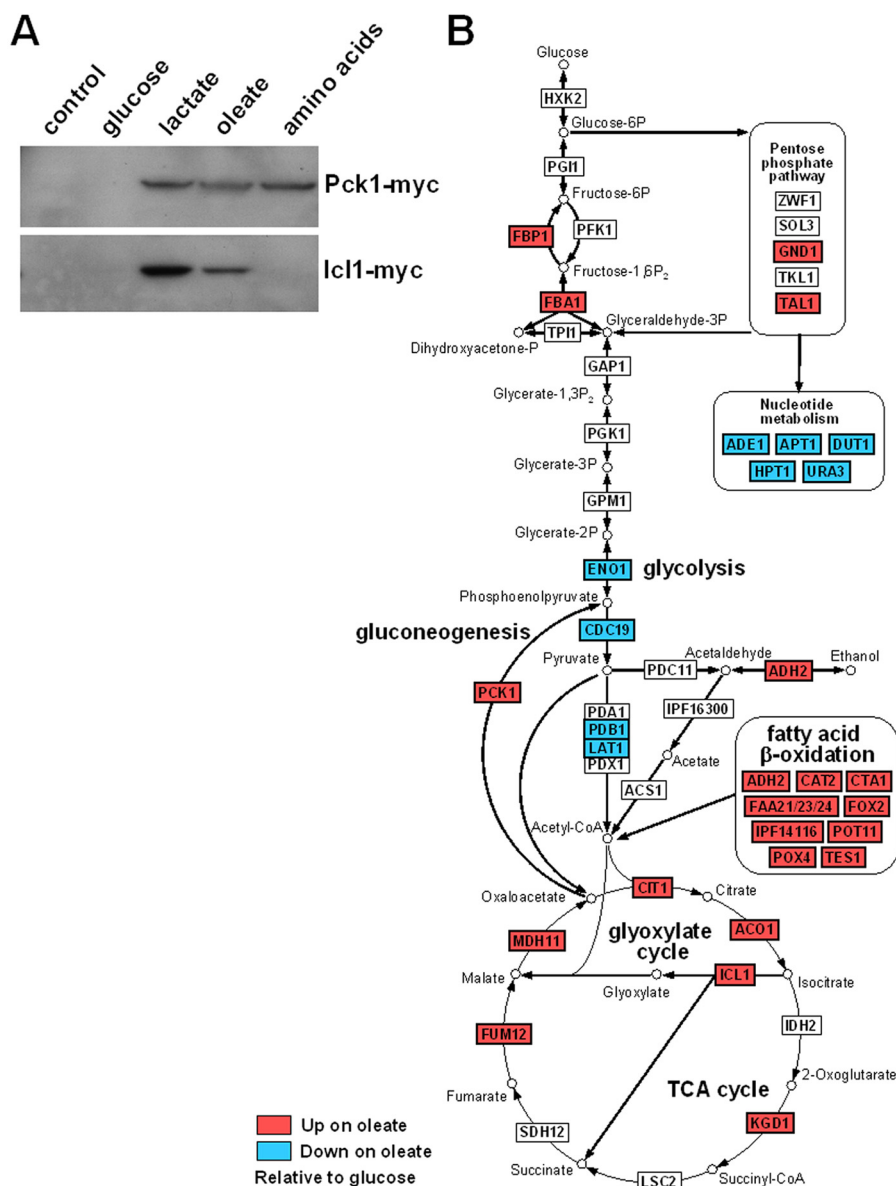 A
control
glucose
lactate
oleate
amino acids
Pck1-myc
Icl1-myc
B
Glucose
HXK2
Glucose-6P
PGI1
Fructose-6P
FBP1
PFK1
Fructose-1,6P2
FBA1
TPI1
Glyceraldehyde-3P
Dihydroxyacetone-P
GAP1
Glycerate-1,3P2
PGK1
Glycerate-3P
GPM1
Glycerate-2P
ENO1
glycolysis
Phosphoenolpyruvate
gluconeogenesis
CDC19
Pyruvate
PDC11
Acetaldehyde
ADH2
Ethanol
PCK1
PDA1
PDB1
LAT1
PDX1
IPF16300
Acetate
ACS1
Acetyl-CoA
Pentose
phosphate
pathway
ZWF1
SOL3
GND1
TKL1
TAL1
Nucleotide
metabolism
ADE1 APT1 DUT1
HPT1 URA3
fatty acid
β-oxidation
ADH2 CAT2 CTA1
FAA21/23/24 FOX2
IPF14116 POT11
POX4 TES1
Oxaloacetate
CIT1
Citrate
MDH11
glyoxylate
cycle
ACO1
Malate
Glyoxylate
ICL1
Isocitrate
FUM12
IDH2
2-Oxoglutarate
Fumarate
TCA cycle
SDH12
KGD1
Succinate
LSC2
Succinyl-CoA
Up on oleate
Down on oleate
Relative to glucose